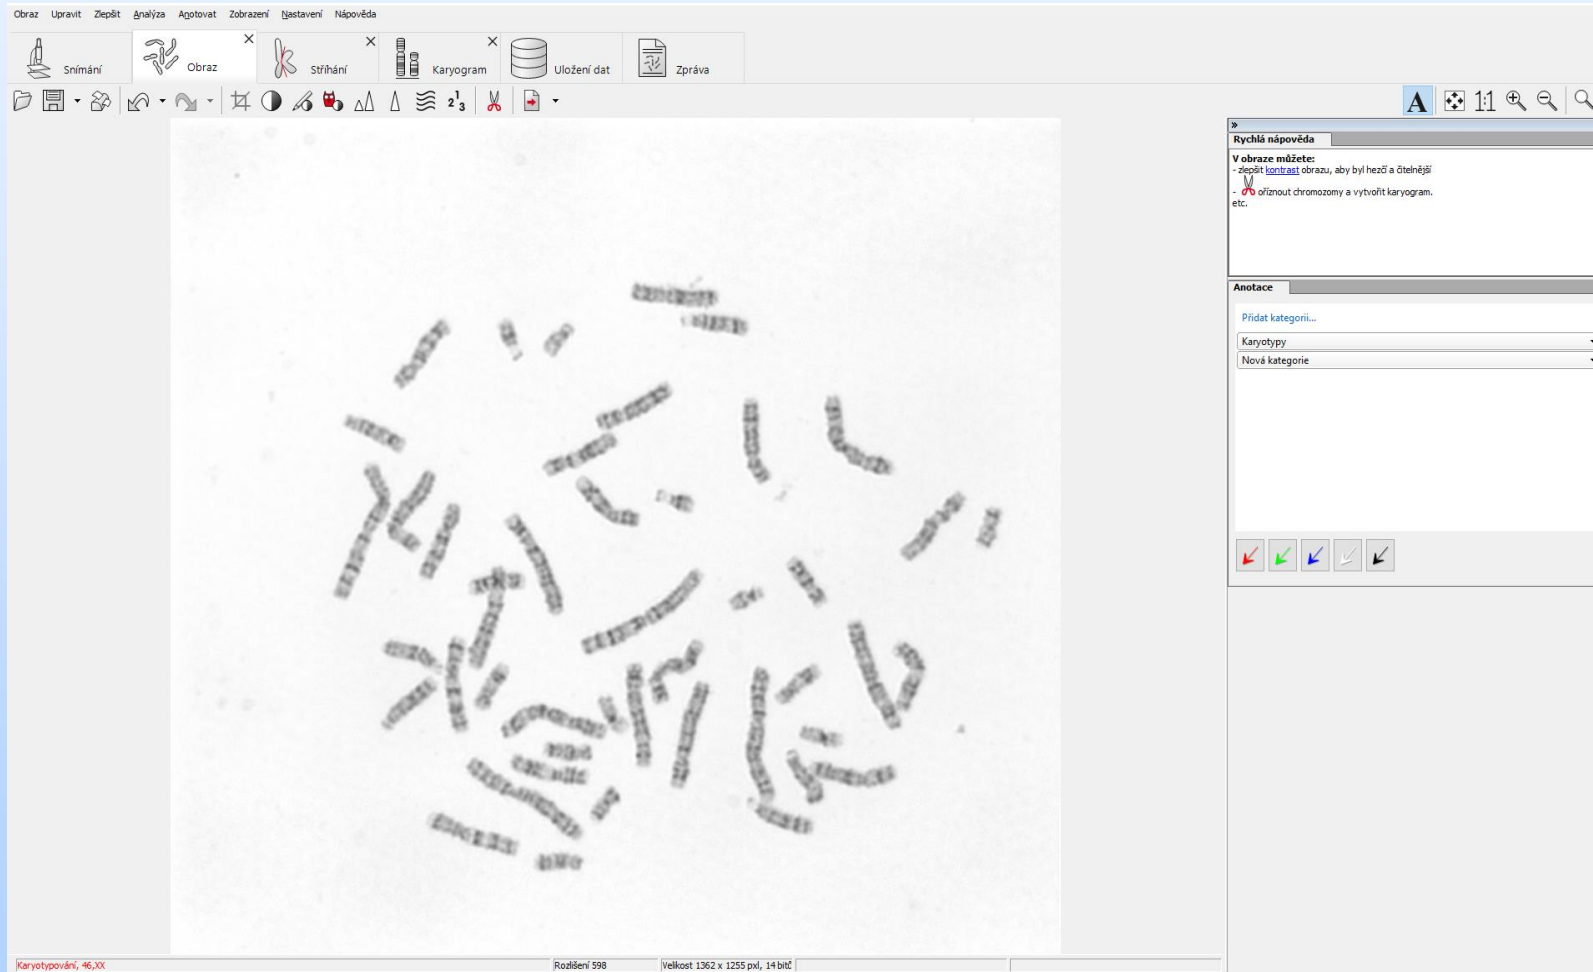 Obraz Upravit Zlepšit Analýza Anotovat Zobrazení Nastavení Nápověda
Snímání Obraz Stříhání Karyogram Uložení dat Zpráva
A 1:1
»
Rychlá nápověda
V obraze můžete:
- zlepšit kontrast obrazu, aby byl hezčí a čitelnější
- oříznout chromozomy a vytvořit karyogram.
etc.
Anotace
Přidat kategorii...
Karyotypy
Nová kategorie
Karyotypování, 46,XX Rozlišení 598 Velikost 1362 x 1255 pxl, 14 bitů